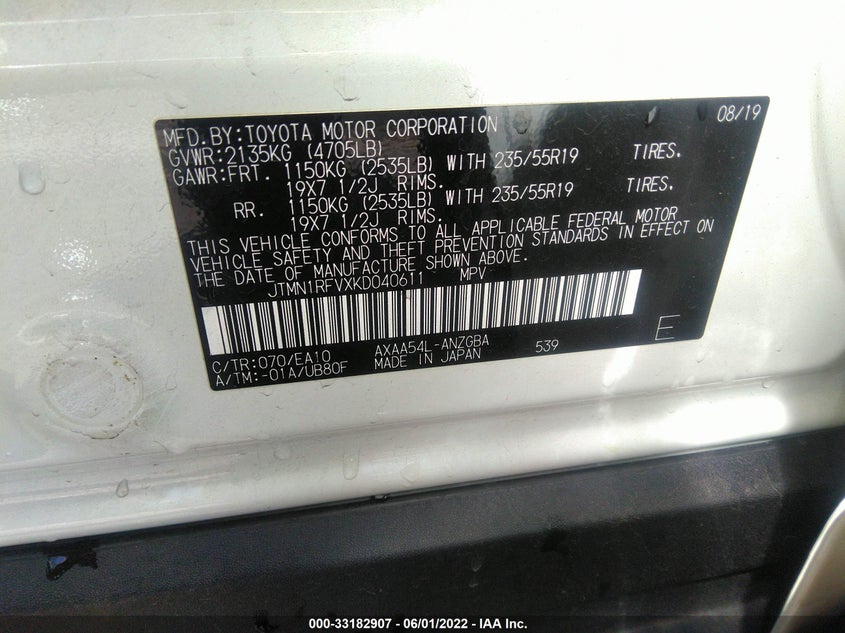 08/19
MFD.BY:TOYOTA MOTOR CORPORATION
GVWR:2135KG (4705LB)
GAWR:FRT. 1150KG (2535LB) WITH 235/55R19 TIRES.
19X7 1/2J RIMS.
RR. 1150KG (2535LB) WITH 235/55R19 TIRES.
19X7 1/2J RIMS.
THIS VEHICLE CONFORMS TO ALL APPLICABLE FEDERAL MOTOR
VEHICLE SAFETY AND THEFT PREVENTION STANDARDS IN EFFECT ON
THE DATE OF MANUFACTURE SHOWN ABOVE.
JTMN1RFVXKD040611 MPV
E
C/TR:070/EA10 AXAA54L-ANZGBA 539
A/TM:-01A/UB80F MADE IN JAPAN
000-33182907 - 06/01/2022 - IAA Inc.